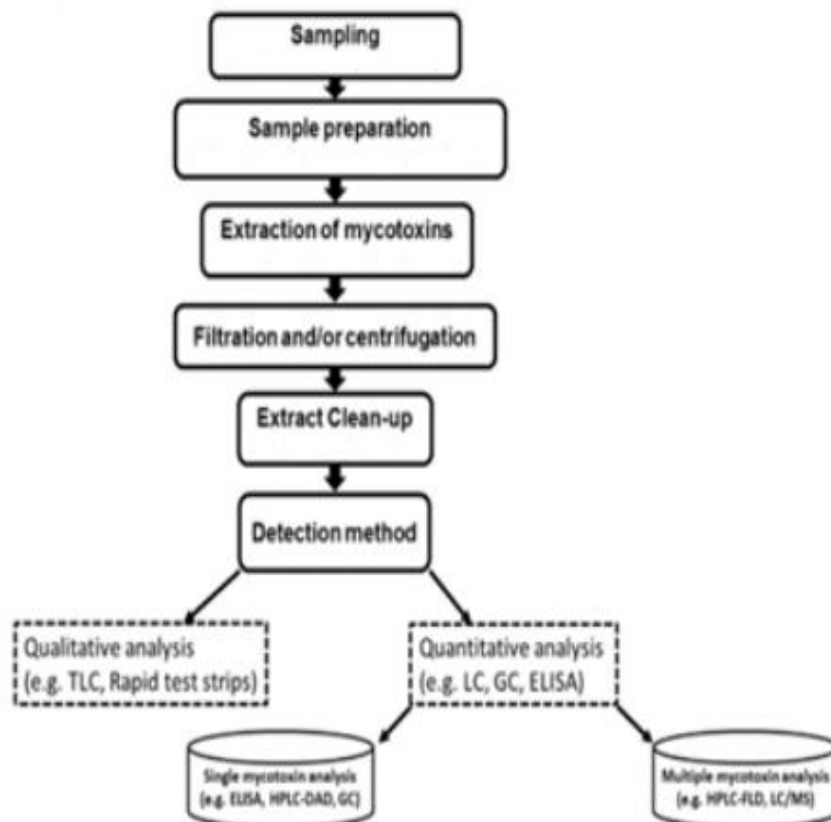 Sampling
Sample preparation
Extraction of mycotoxins
Filtration and/or centrifugation
Extract Clean-up
Detection method
Qualitative analysis
(e.g. TLC, Rapid test strips)
Quantitative analysis
(e.g. LC, GC, ELISA)
Single mycotoxin analysis
(e.g. ELISA, HPLC-DAD, GC)
Multiple mycotoxin analysis
(e.g. HPLC-FLD, LC/MS)